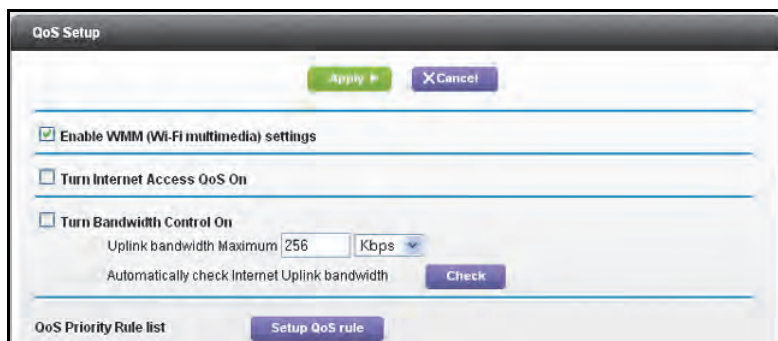 QoS Setup
Apply
Cancel
Enable WMM (Wi-Fi multimedia) settings
Turn Internet Access QoS On
Turn Bandwidth Control On
Uplink bandwidth Maximum 256 Kbps
Automatically check Internet Uplink bandwidth Check
QoS Priority Rule list Setup QoS rule